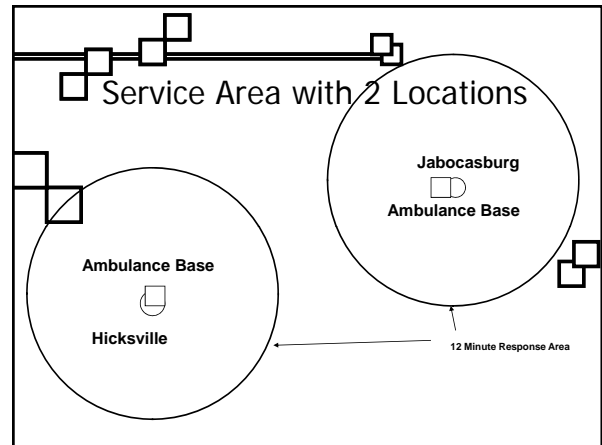 Service Area with 2 Locations
Jabocasburg
Ambulance Base
Ambulance Base
Hicksville
12 Minute Response Area